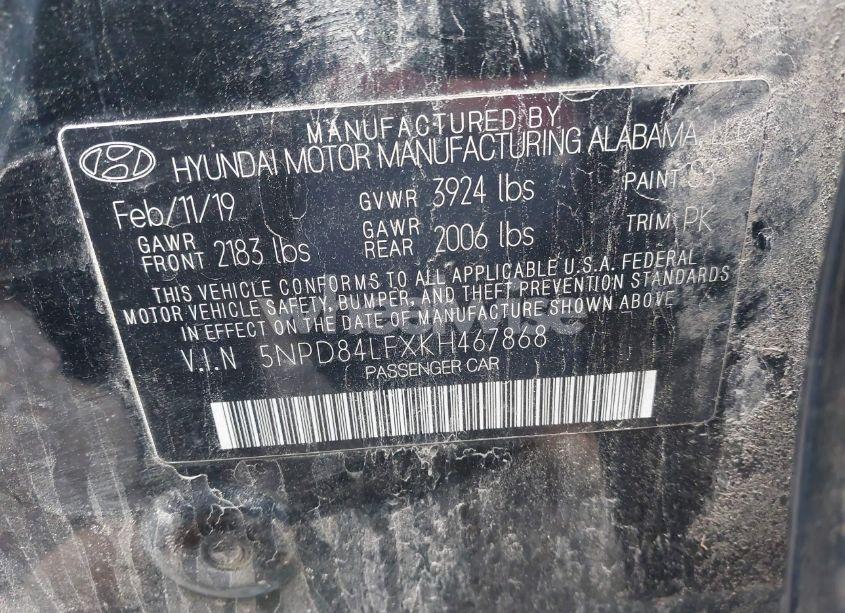 MANUFACTURED BY
HYUNDAI MOTOR MANUFACTURING ALABAMA, LLC
Feb/11/19 GVWR 3924 lbs PAINT:
GAWR FRONT 2183 lbs GAWR REAR 2006 lbs TRIM: PK
THIS VEHICLE CONFORMS TO ALL APPLICABLE U.S.A. FEDERAL
MOTOR VEHICLE SAFETY, BUMPER, AND THEFT PREVENTION STANDARDS
IN EFFECT ON THE DATE OF MANUFACTURE SHOWN ABOVE
V.I.N 5NPD84LFXKH467868
PASSENGER CAR